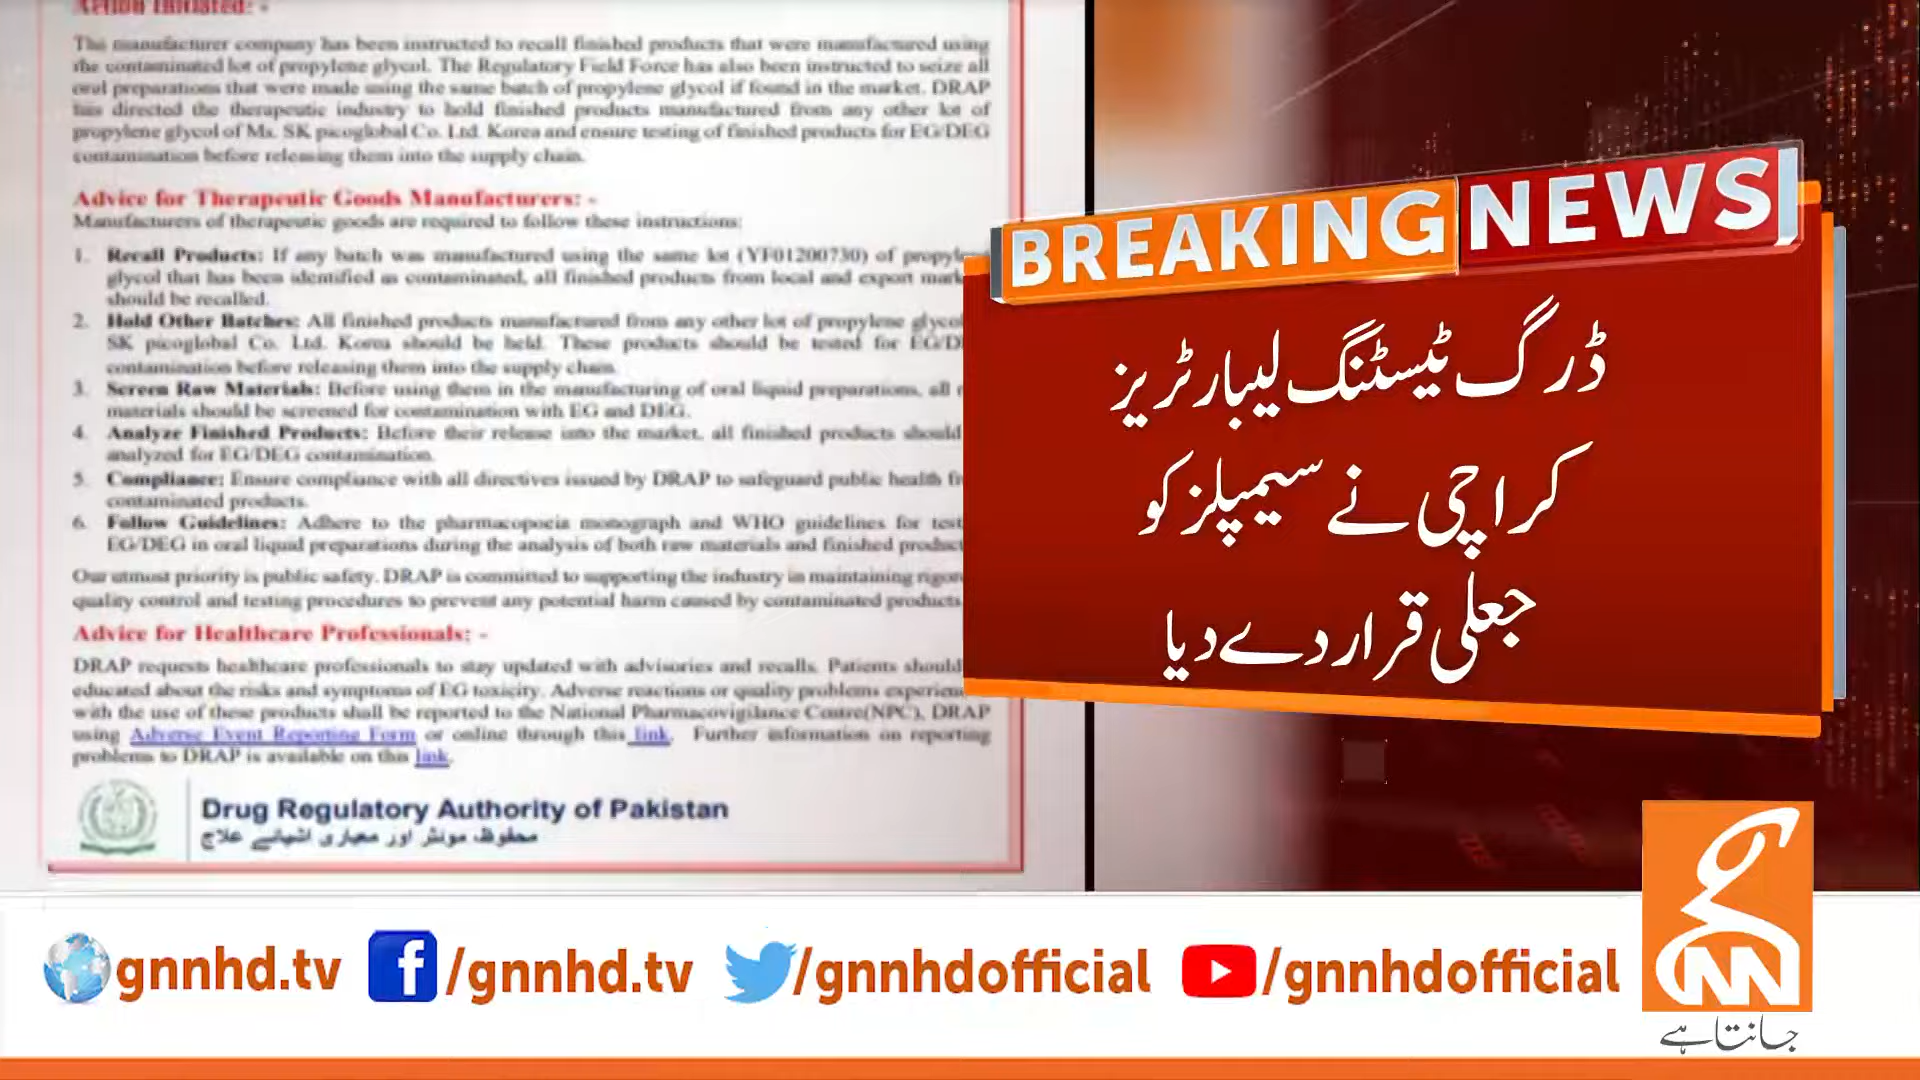 Action Initiated: -
The manufacturer company has been instructed to recall finished products that were manufactured using
the contaminated lot of propylene glycol. The Regulatory Field Force has also been instructed to seize all
oral preparations that were made using the same batch of propylene glycol if found in the market. DRAP
has directed the therapeutic industry to hold finished products manufactured from any other lot of
propylene glycol of Ms. SK picoglobal Co. Ltd. Korea and ensure testing of finished products for EG/DEG
contamination before releasing them into the supply chain.
Advice for Therapeutic Goods Manufacturers: -
Manufacturers of therapeutic goods are required to follow these instructions:
1. Recall Products: If any batch was manufactured using the same lot (YF01200730) of propyle
glycol that has been identified as contaminated, all finished products from local and export mark
should be recalled.
2. Hold Other Batches: All finished products manufactured from any other lot of propylene glycol
SK picoglobal Co. Ltd. Korea should be held. These products should be tested for EG/D
contamination before releasing them into the supply chain.
3. Screen Raw Materials: Before using them in the manufacturing of oral liquid preparations, all r
materials should be screened for contamination with EG and DEG.
4. Analyze Finished Products: Before their release into the market, all finished products should
analyzed for EG/DEG contamination.
5. Compliance: Ensure compliance with all directives issued by DRAP to safeguard public health fr
contaminated products.
6. Follow Guidelines: Adhere to the pharmacopoeia monograph and WHO guidelines for test
EG/DEG in oral liquid preparations during the analysis of both raw materials and finished product
Our utmost priority is public safety. DRAP is committed to supporting the industry in maintaining rigor
quality control and testing procedures to prevent any potential harm caused by contaminated products.
Advice for Healthcare Professionals: -
DRAP requests healthcare professionals to stay updated with advisories and recalls. Patients should
educated about the risks and symptoms of EG toxicity. Adverse reactions or quality problems experien
with the use of these products shall be reported to the National Pharmacovigilance Centre(NPC), DRAP
using Adverse Event Reporting Form or online through this link. Further information on reporting
problems to DRAP is available on this link.
Drug Regulatory Authority of Pakistan
محفوظ، موثر اور معیاری اشیائے علاج
BREAKING NEWS
ڈرگ ٹیسٹنگ لیبارٹریز
کراچی نے سیمپلز کو
جعلی قرار دے دیا
gnnhd.tv /gnnhd.tv /gnnhdofficial /gnnhdofficial
GNN
جانتا ہے